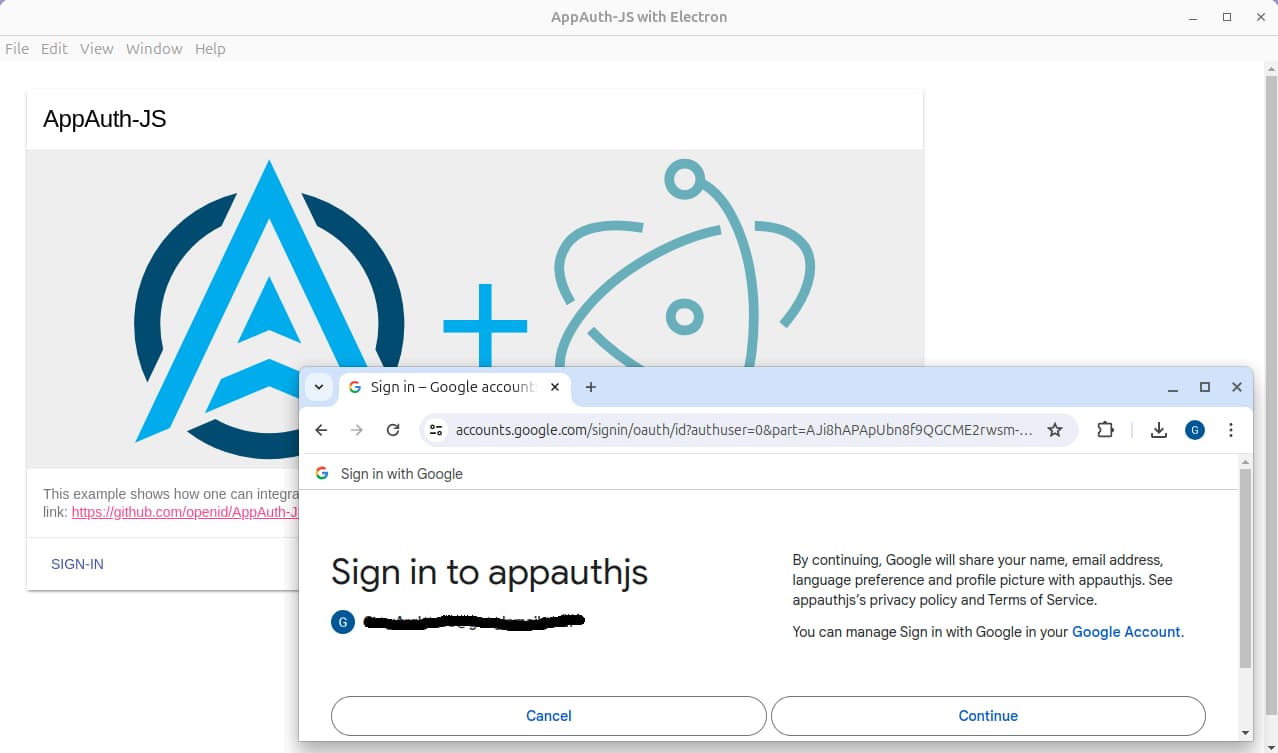 AppAuth-JS with Electron
File Edit View Window Help
AppAuth-JS
This example shows how one can integra
link: https://github.com/openid/AppAuth-J
SIGN-IN
Sign in – Google account
accounts.google.com/signin/oauth/id?authuser=0&part=AJi8hAPApUbn8f9QGCME2rwsm-...
G
Sign in with Google
Sign in to appauthjs
G
By continuing, Google will share your name, email address,
language preference and profile picture with appauthjs. See
appauthjs’s privacy policy and Terms of Service.
You can manage Sign in with Google in your Google Account.
Cancel
Continue